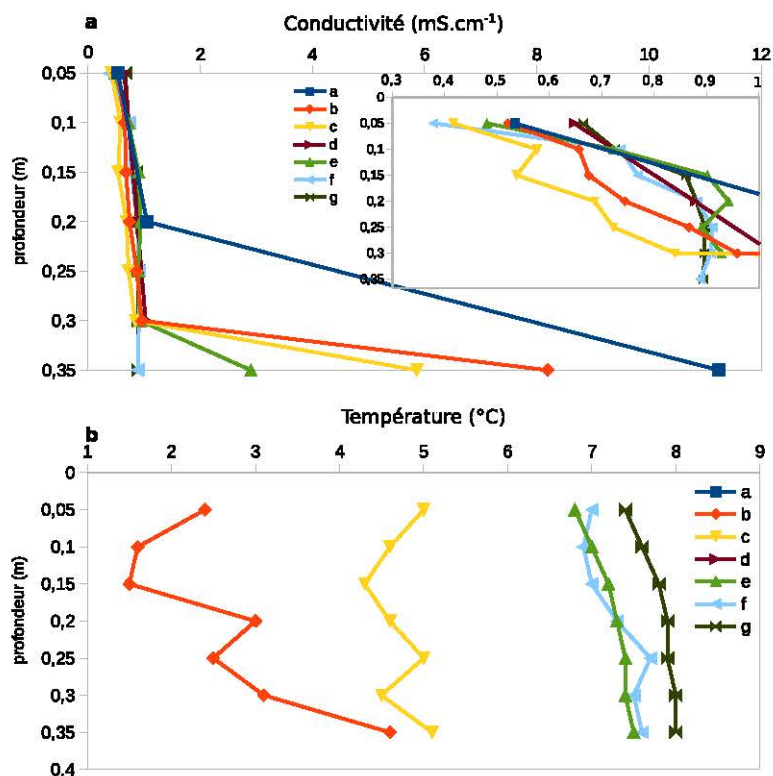 a
Conductivité (mS.cm-1)
0 2 4 6 8 10 12
0,05
0,1
0,15
0,2
0,25
0,3
0,35
profondeur (m)
a
b
c
d
e
f
g
0,3 0,4 0,5 0,6 0,7 0,8 0,9 1
0
0,05
0,1
0,15
0,2
0,25
0,3
0,35
b
Température (°C)
1 2 3 4 5 6 7 8 9
0
0,05
0,1
0,15
0,2
0,25
0,3
0,35
0.4
profondeur (m)
a
b
c
d
e
f
g